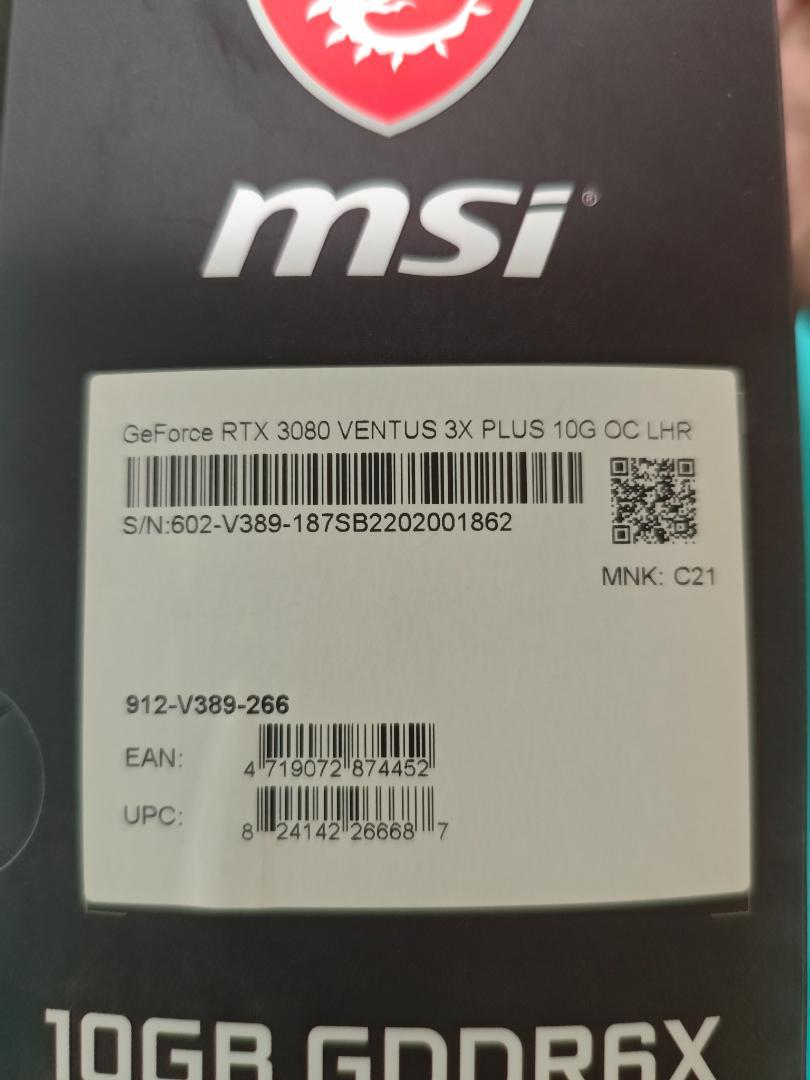 msi®
GeForce RTX 3080 VENTUS 3X PLUS 10G OC LHR
S/N:602-V389-187SB2202001862
MNK: C21
912-V389-266
EAN:
4 719072 874452
UPC:
8 24142 26668 7
10GB GDDR6X